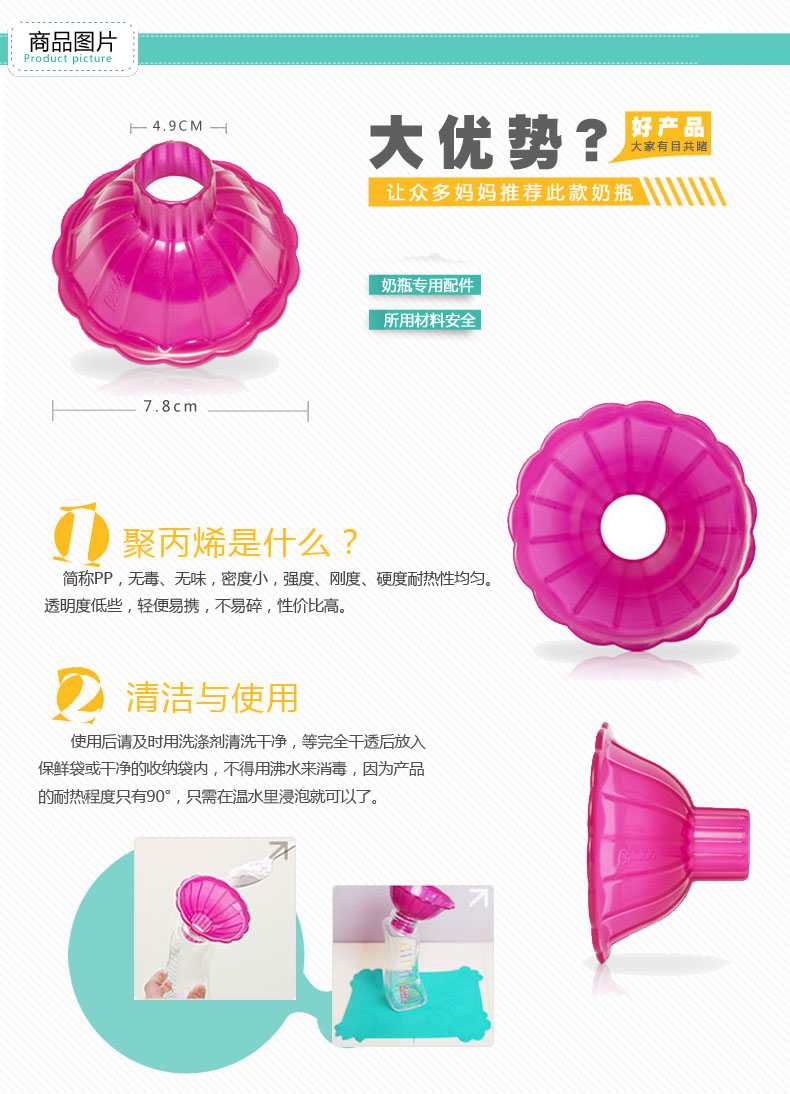 商品图片
Product picture
4.9CM
大优势?
好产品
大家有目共睹
让众多妈妈推荐此款奶瓶
奶瓶专用配件
所用材料安全
7.8cm
1 聚丙烯是什么？
简称PP，无毒、无味，密度小，强度、刚度、硬度耐热性均匀。
透明度低些，轻便易携，不易碎，性价比高。
2 清洁与使用
使用后请及时用洗涤剂清洗干净，等完全干透后放入
保鲜袋或干净的收纳袋内，不得用沸水来消毒，因为产品
的耐热程度只有90°，只需在温水里浸泡就可以了。